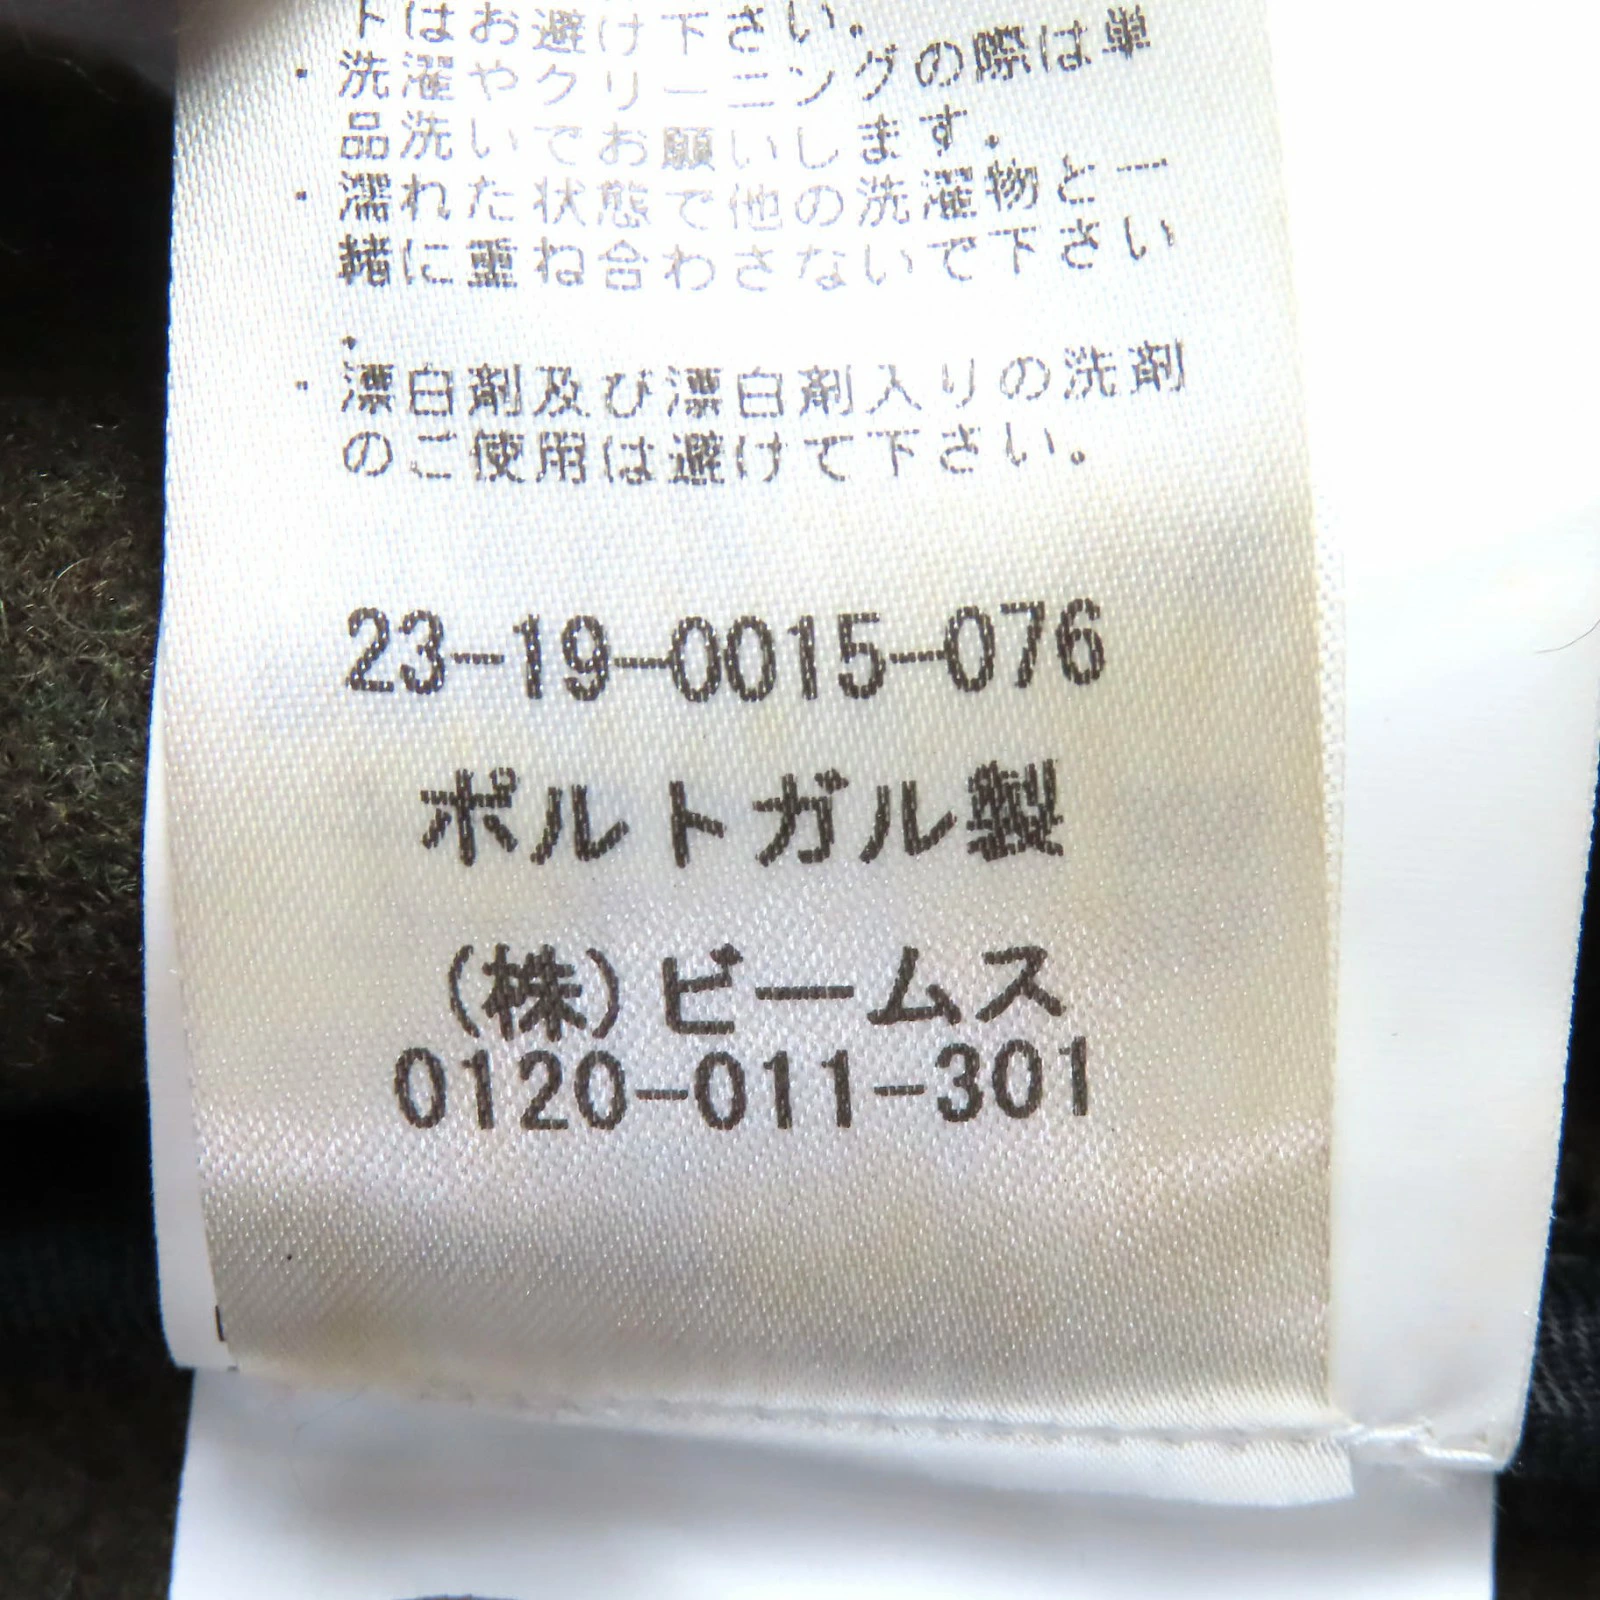 トはお避け下さい。
・洗濯やクリーニングの際は単
品洗いでお願いします。
・濡れた状態で他の洗濯物と一
緒に重ね合わさないで下さい
。
・漂白剤及び漂白剤入りの洗剤
のご使用は避けて下さい。
23-19-0015-076
ポルトガル製
(株)ビームス
0120-011-301